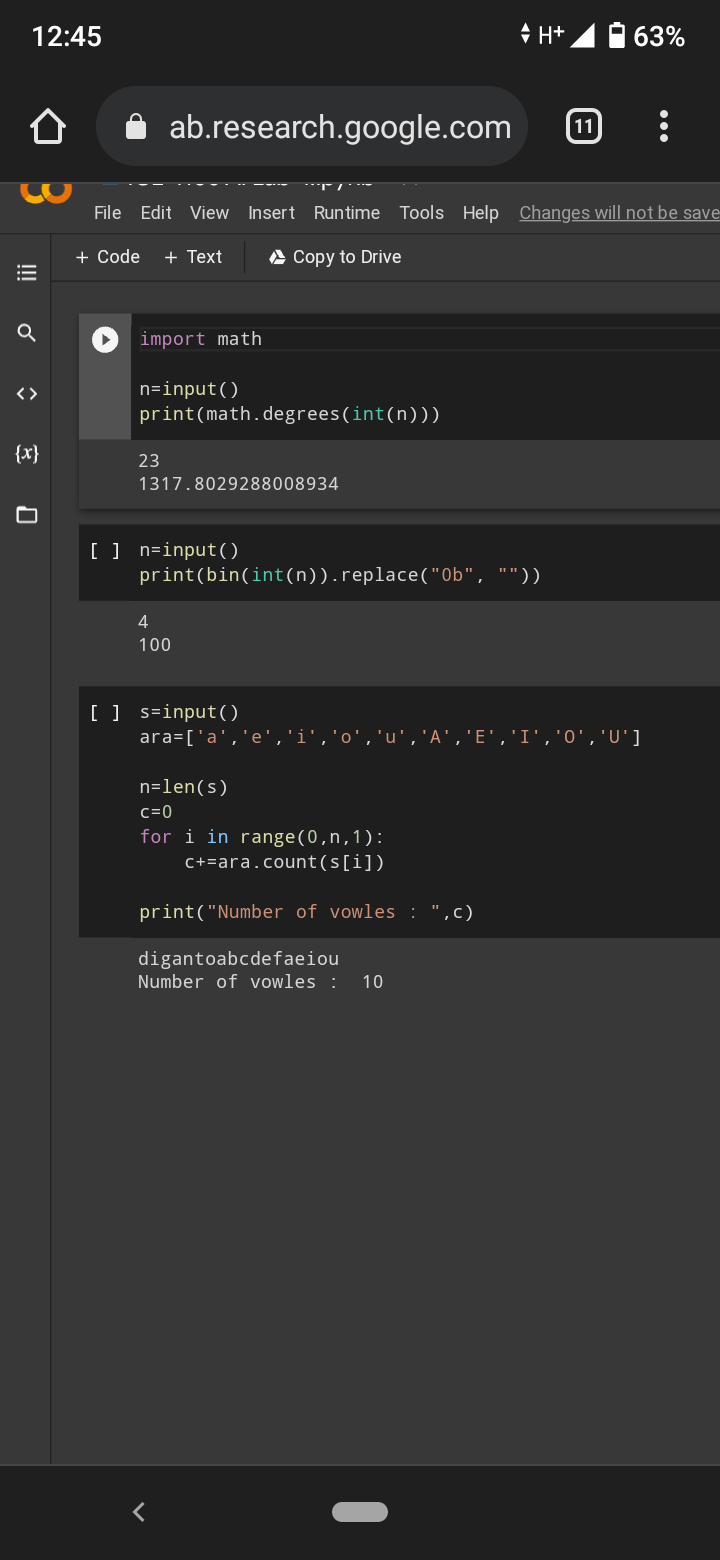 12:45 H+ 63%
ab.research.google.com 11
File Edit View Insert Runtime Tools Help Changes will not be save
+ Code + Text Copy to Drive
import math
n=input()
print(math.degrees(int(n)))
{x}
23
1317.8029288008934
[ ] n=input()
print(bin(int(n)).replace("0b", ""))
4
100
[ ] s=input()
ara=['a','e','i','o','u','A','E','I','O','U']
n=len(s)
c=0
for i in range(0,n,1):
c+=ara.count(s[i])
print("Number of vowles : ",c)
digantoabcdefaeiou
Number of vowles :  10